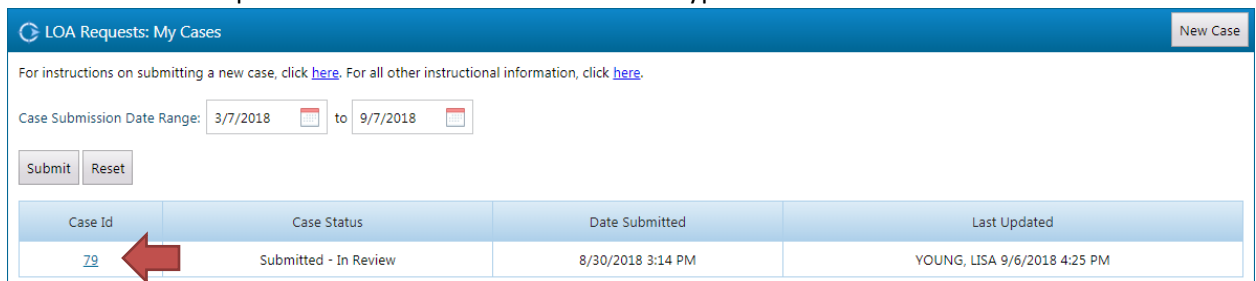 LOA Requests: My Cases New Case
For instructions on submitting a new case, click here. For all other instructional information, click here.
Case Submission Date Range: 3/7/2018 to 9/7/2018
Submit Reset
Case Id Case Status Date Submitted Last Updated
79 Submitted - In Review 8/30/2018 3:14 PM YOUNG, LISA 9/6/2018 4:25 PM